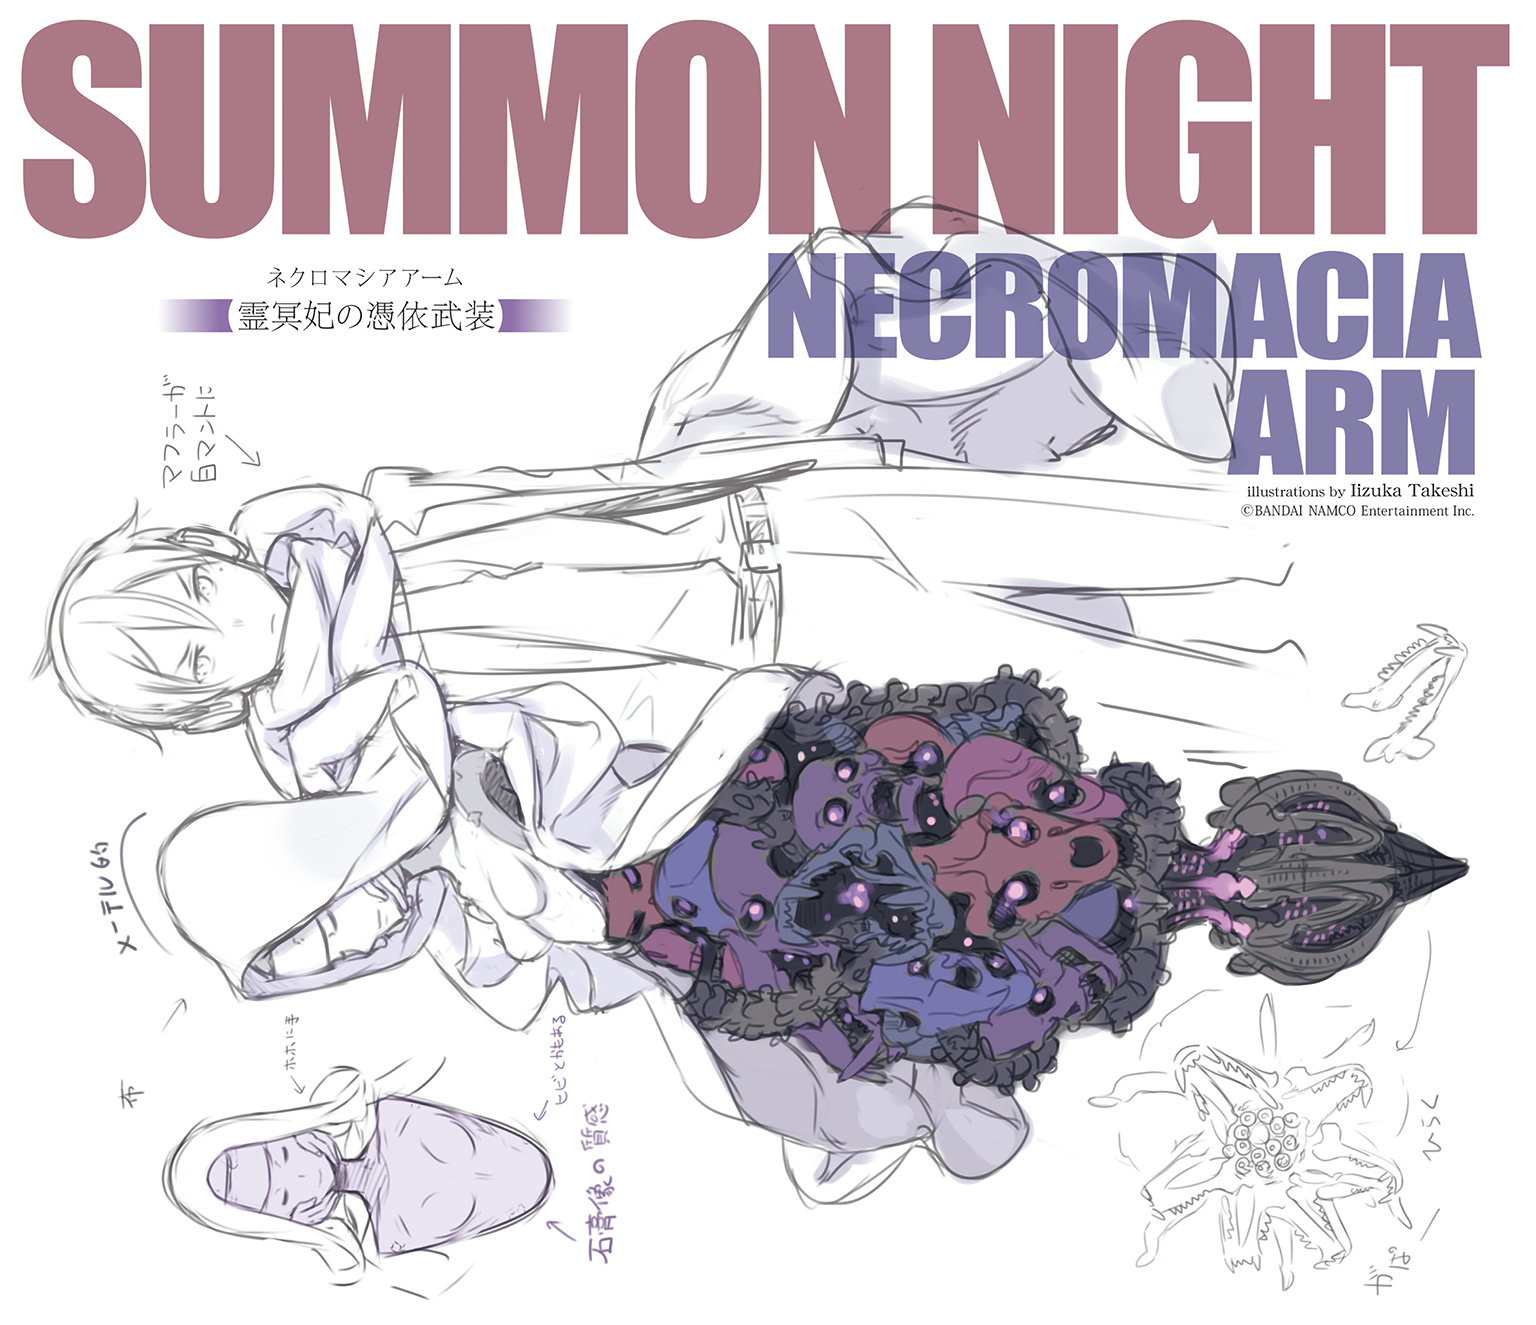 SUMMON NIGHT
NECROMACIA
ARM
illustrations by Iizuka Takeshi
©BANDAI NAMCO Entertainment Inc.
ネクロマシアアーム
霊冥妃の憑依武装
マフラーが
白マントに
メーテル的
布
ホホに手
ヒビとかもある
石膏像の質感
ひらく
がば